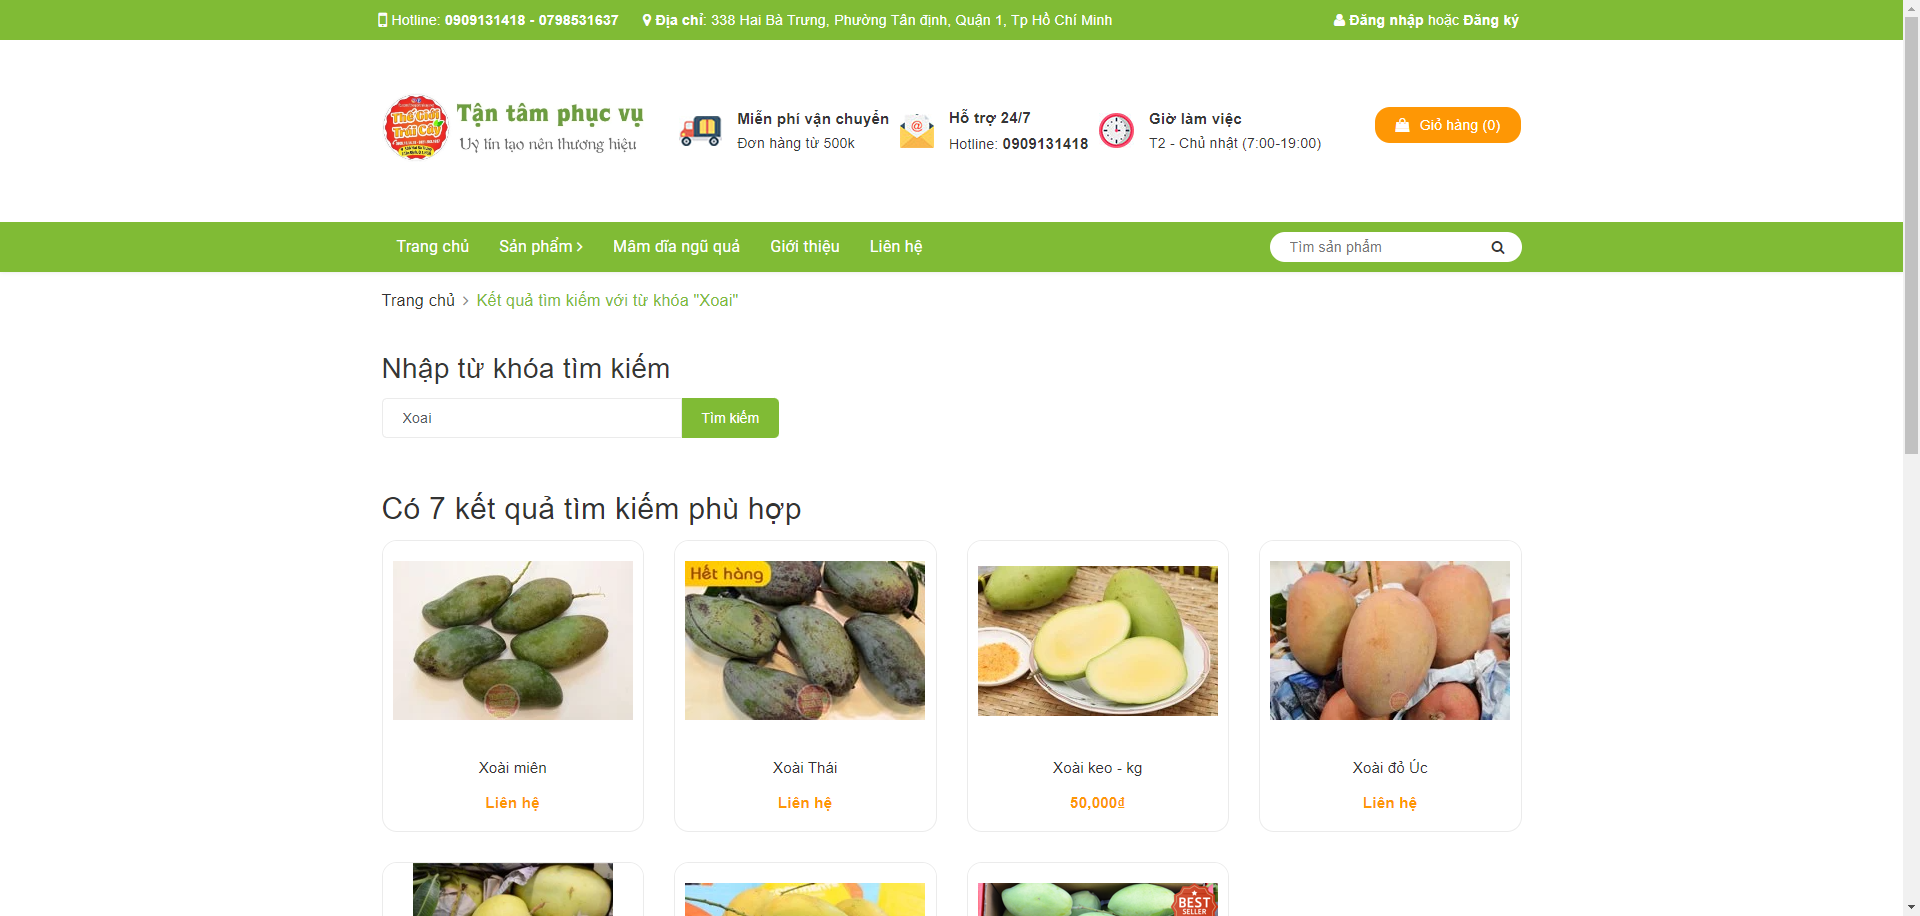 Hotline: 0909131418 - 0798531637 Địa chỉ: 338 Hai Bà Trưng, Phường Tân định, Quận 1, Tp Hồ Chí Minh Đăng nhập hoặc Đăng ký
Thế Giới
Trái Cây
Tận tâm phục vụ
Uy tín tạo nên thương hiệu
Miễn phí vận chuyển
Đơn hàng từ 500k
Hỗ trợ 24/7
Hotline: 0909131418
Giờ làm việc
T2 - Chủ nhật (7:00-19:00)
Giỏ hàng (0)
Trang chủ Sản phẩm Mâm dĩa ngũ quả Giới thiệu Liên hệ Tìm sản phẩm
Trang chủ > Kết quả tìm kiếm với từ khóa "Xoai"
Nhập từ khóa tìm kiếm
Xoai Tìm kiếm
Có 7 kết quả tìm kiếm phù hợp
Hết hàng
Xoài miên
Liên hệ
Xoài Thái
Liên hệ
Xoài keo - kg
50,000₫
Xoài đỏ Úc
Liên hệ
BEST
SELLER